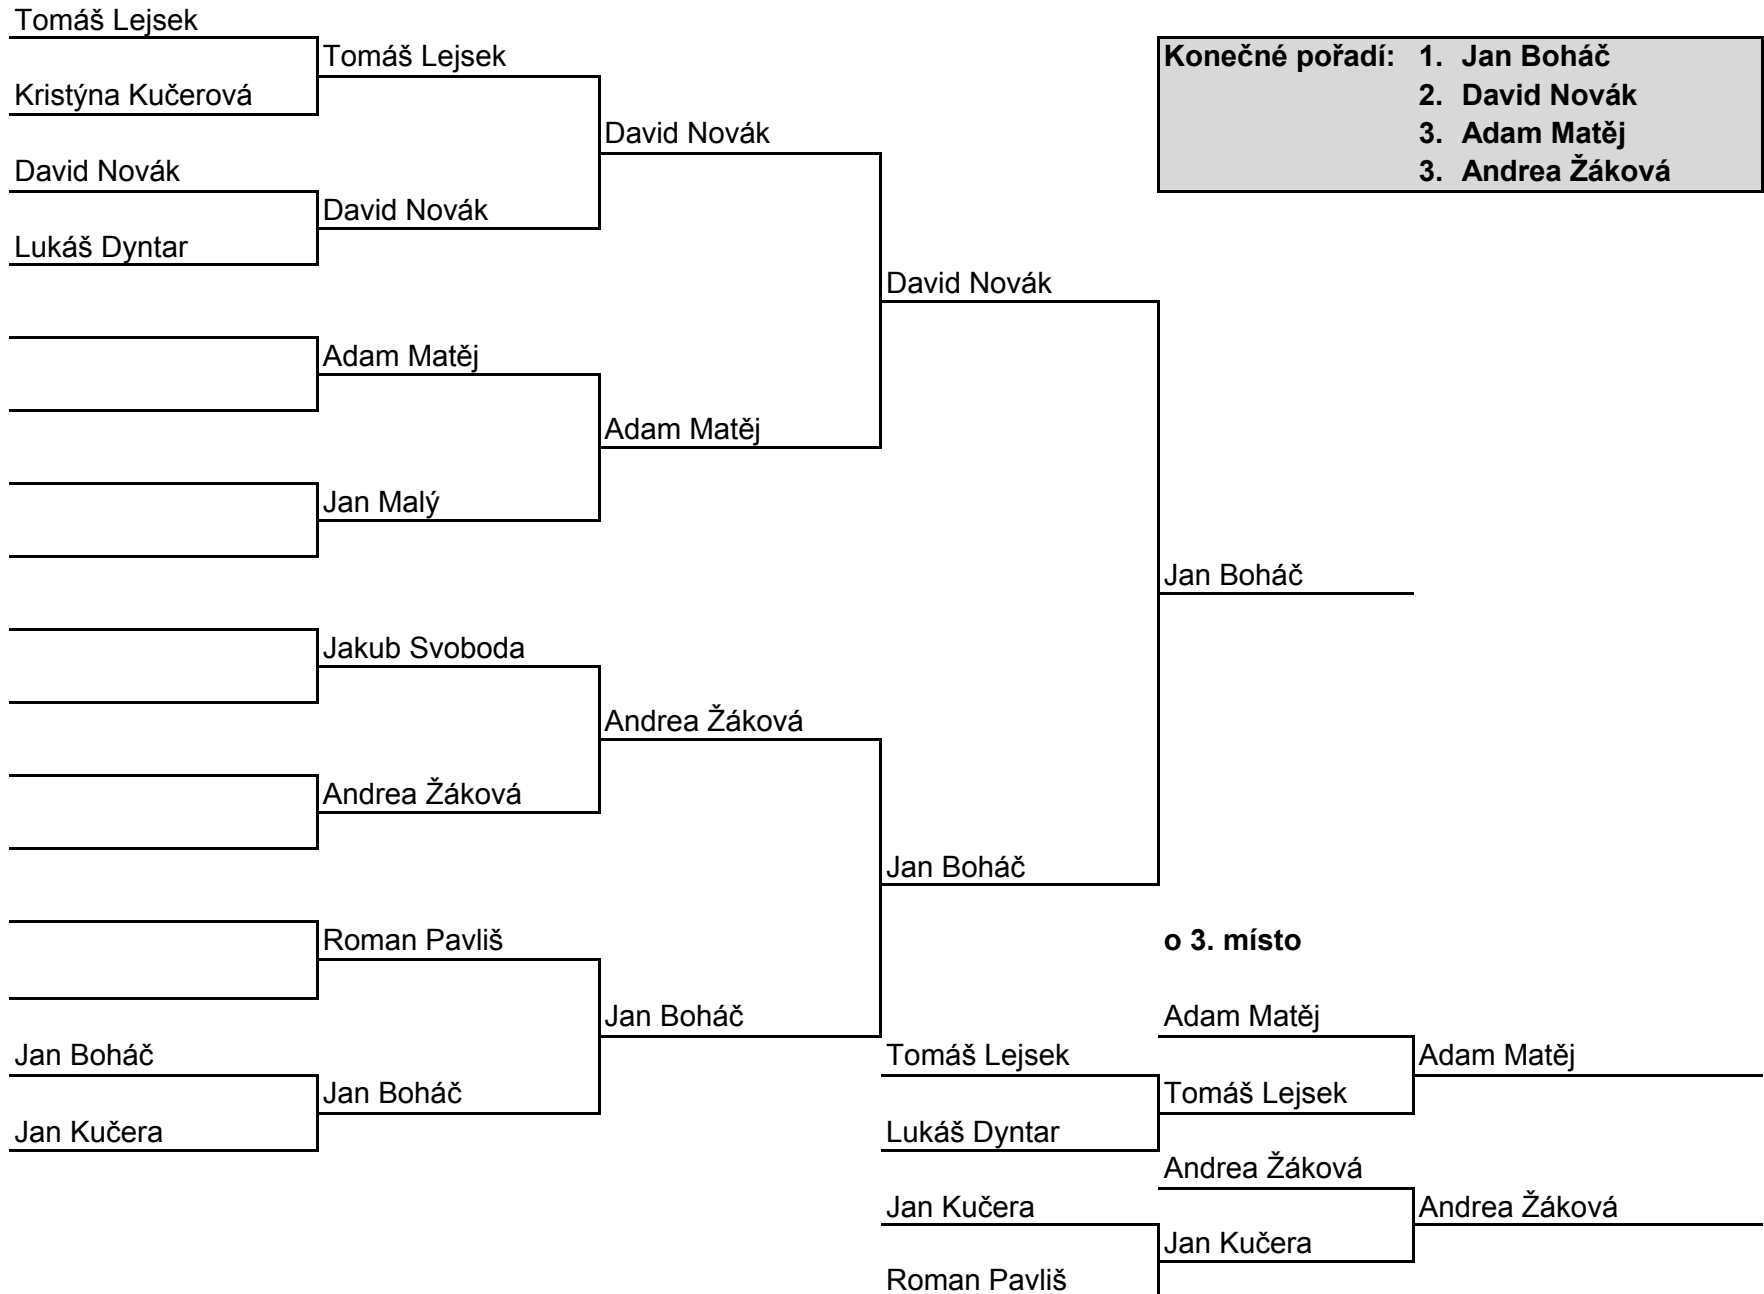 Tomáš Lejsek
Tomáš Lejsek
Konečné pořadí: 1. Jan Boháč
Kristýna Kučerová
2. David Novák
David Novák
3. Adam Matěj
David Novák
3. Andrea Žáková
David Novák
Lukáš Dyntar
David Novák
Adam Matěj
Adam Matěj
Jan Malý
Jan Boháč
Jakub Svoboda
Andrea Žáková
Andrea Žáková
Jan Boháč
Roman Pavliš
o 3. místo
Jan Boháč
Adam Matěj
Jan Boháč
Tomáš Lejsek
Adam Matěj
Jan Boháč
Tomáš Lejsek
Jan Kučera
Lukáš Dyntar
Andrea Žáková
Jan Kučera
Andrea Žáková
Jan Kučera
Roman Pavliš